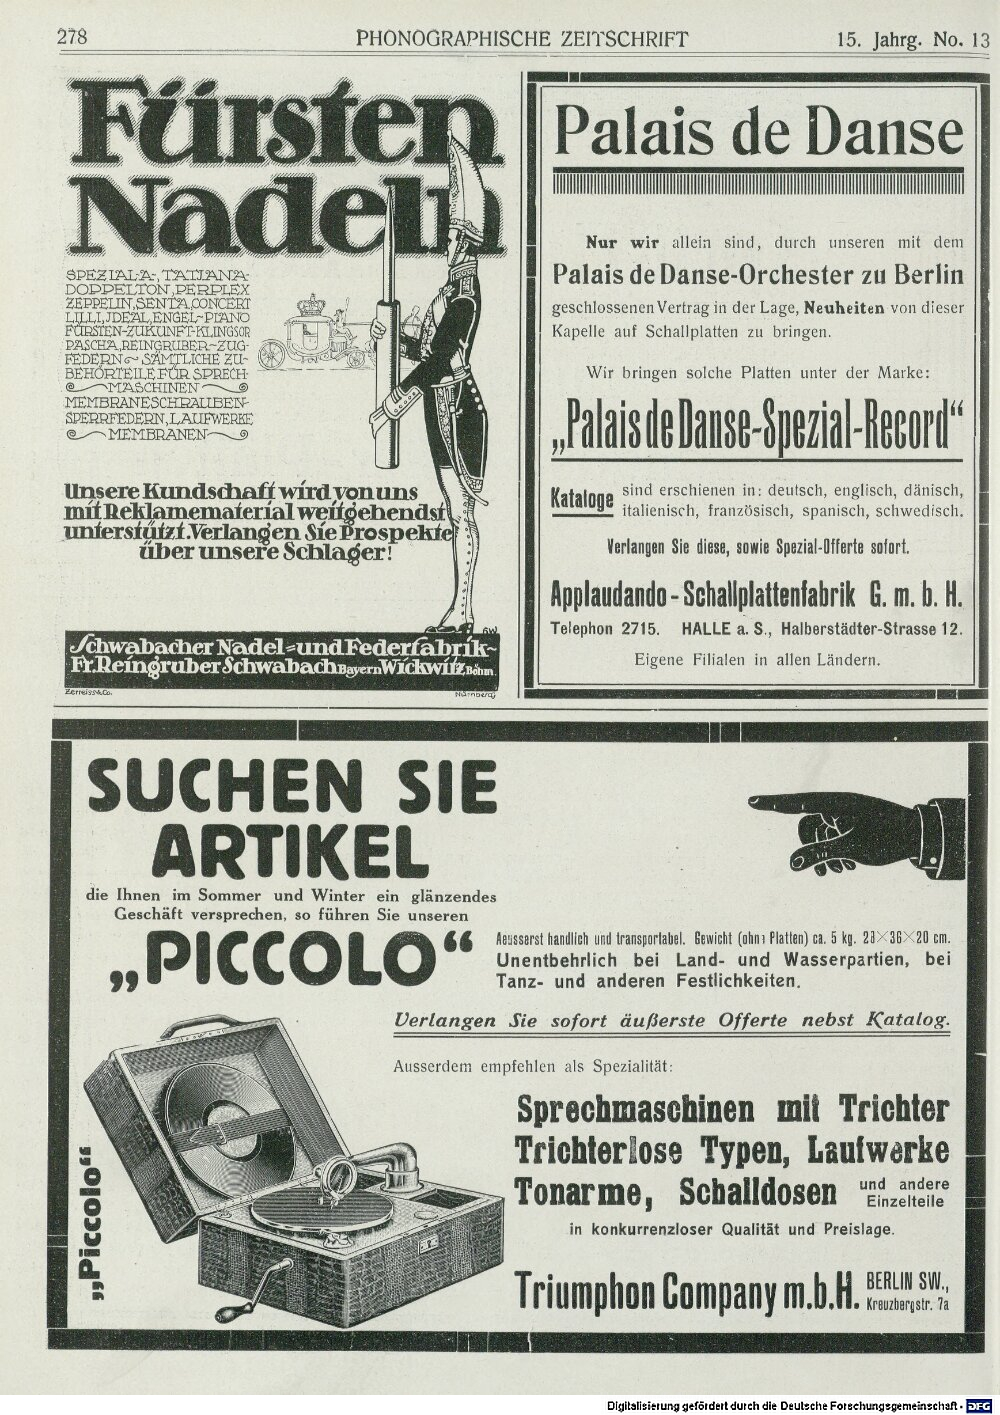 278
PHONOGRAPHISCHE ZEITSCHRIFT
15. Jahrg. No. 13
Fürsten
Nadeln
SPEZIAL-A-, TATIANA-
DOPPELTON, PERPLEX
ZEPPELIN, SENTA, CONCERT
LILLI, IDEAL, ENGEL-PIANO
FÜRSTEN-ZUKUNFT-KLINGSOR
PASCHA, REINGRUBER-ZUG-
FEDERN ~ SÄMTLICHE ZU-
BEHÖRTEILE FÜR SPRECH-
MASCHINEN
MEMBRANESCHRAUBEN-
SPERRFEDERN, LAUFWERKE
MEMBRANEN
Unsere Kundschaft wird von uns
mit Reklamematerial weitgehendst
unterstützt. Verlangen Sie Prospekte
über unsere Schlager!
GW
Schwabacher Nadel- und Federfabrik-
Fr. Reingruber Schwabach Bayern Wickwitz Böhm.
Zerreiss & Co.
Nürnberg
Palais de Danse
Nur wir allein sind, durch unseren mit dem
Palais de Danse-Orchester zu Berlin
geschlossenen Vertrag in der Lage, Neuheiten von dieser
Kapelle auf Schallplatten zu bringen.
Wir bringen solche Platten unter der Marke:
„Palais de Danse-Spezial-Record“
Kataloge sind erschienen in: deutsch, englisch, dänisch,
italienisch, französisch, spanisch, schwedisch.
Verlangen Sie diese, sowie Spezial-Offerte sofort.
Applaudando-Schallplattenfabrik G. m. b. H.
Telephon 2715. HALLE a. S., Halberstädter-Strasse 12.
Eigene Filialen in allen Ländern.
SUCHEN SIE
ARTIKEL
die Ihnen im Sommer und Winter ein glänzendes
Geschäft versprechen, so führen Sie unseren
„PICCOLO“
Aeusserst handlich und transportabel. Gewicht (ohne Platten) ca. 5 kg. 28×36×20 cm.
Unentbehrlich bei Land- und Wasserpartien, bei
Tanz- und anderen Festlichkeiten.
Verlangen Sie sofort äußerste Offerte nebst Katalog.
Ausserdem empfehlen als Spezialität:
Sprechmaschinen mit Trichter
Trichterlose Typen, Laufwerke
Tonarme, Schalldosen und andere
Einzelteile
in konkurrenzloser Qualität und Preislage.
„Piccolo“
Triumphon Company m.b.H. BERLIN SW.,
Kreuzbergstr. 7a
Digitalisierung gefördert durch die Deutsche Forschungsgemeinschaft - DFG